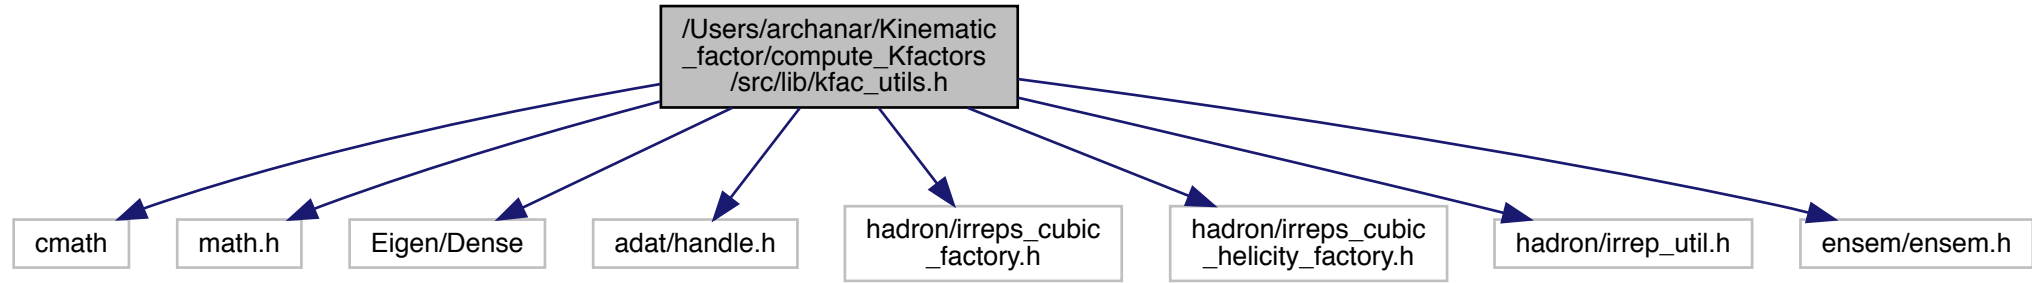 /Users/archanar/Kinematic
_factor/compute_Kfactors
/src/lib/kfac_utils.h
cmath
math.h
Eigen/Dense
adat/handle.h
hadron/irreps_cubic
_factory.h
hadron/irreps_cubic
_helicity_factory.h
hadron/irrep_util.h
ensem/ensem.h